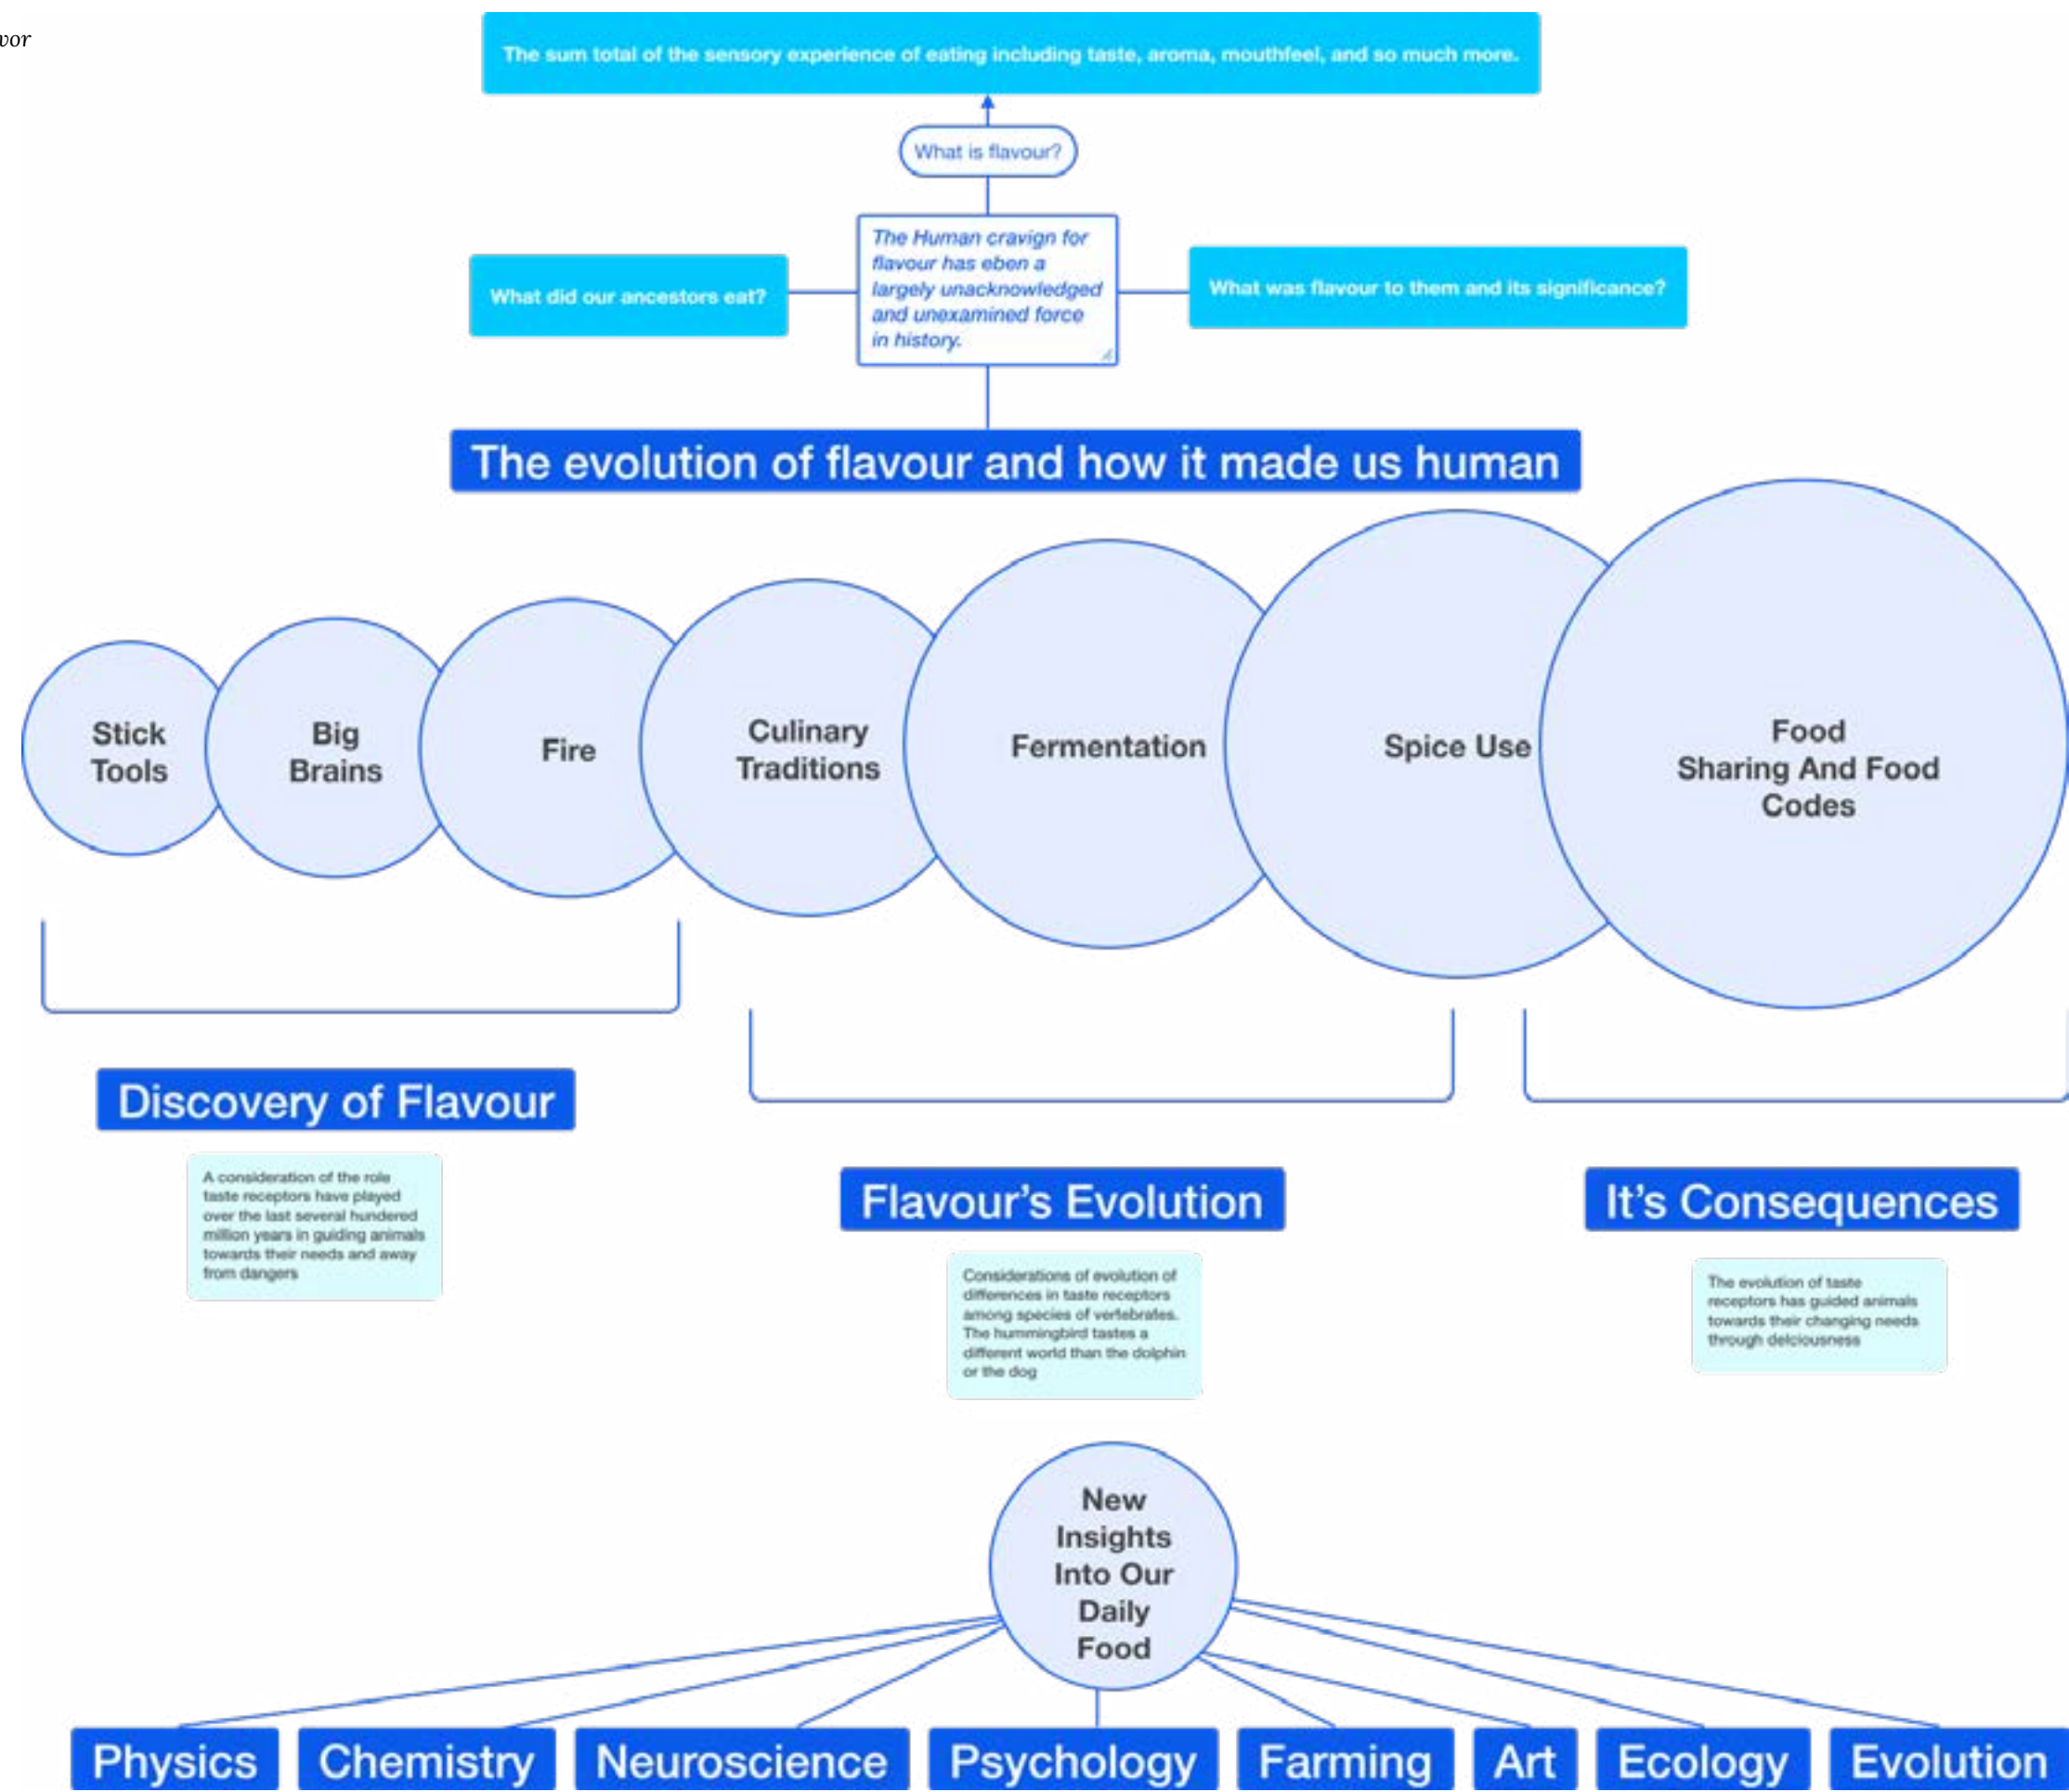 vor
The sum total of the sensory experience of eating including taste, aroma, mouthfeel, and so much more.
What is flavour?
The Human cravign for
flavour has eben a
largely unacknowledged
and unexamined force
in history.
What did our ancestors eat?
What was flavour to them and its significance?
The evolution of flavour and how it made us human
Stick
Tools
Big
Brains
Fire
Culinary
Traditions
Fermentation
Spice Use
Food
Sharing And Food
Codes
Discovery of Flavour
A consideration of the role
taste receptors have played
over the last several hundered
million years in guiding animals
towards their needs and away
from dangers
Flavour's Evolution
Considerations of evolution of
differences in taste receptors
among species of vertebrates.
The hummingbird tastes a
different world than the dolphin
or the dog
It's Consequences
The evolution of taste
receptors has guided animals
towards their changing needs
through delciousness
New
Insights
Into Our
Daily
Food
Physics
Chemistry
Neuroscience
Psychology
Farming
Art
Ecology
Evolution